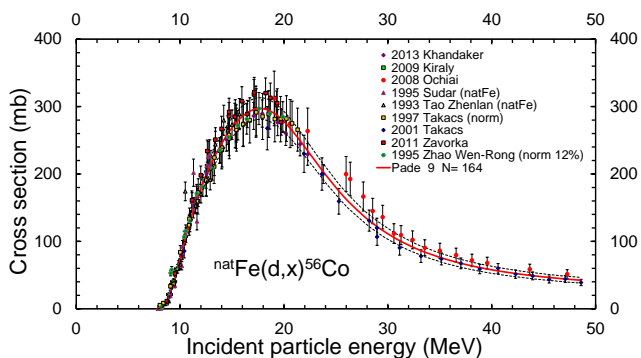 0 10 20 30 40 50
400 400
300 300
200 200
100 100
0 0
0 10 20 30 40 50
Cross section (mb)
Incident particle energy (MeV)
2013 Khandaker
2009 Kiraly
2008 Ochiai
1995 Sudar (natFe)
1993 Tao Zhenlan (natFe)
1997 Takacs (norm)
2001 Takacs
2011 Zavorka
1995 Zhao Wen-Rong (norm 12%)
Pade 9 N= 164
natFe(d,x)56Co